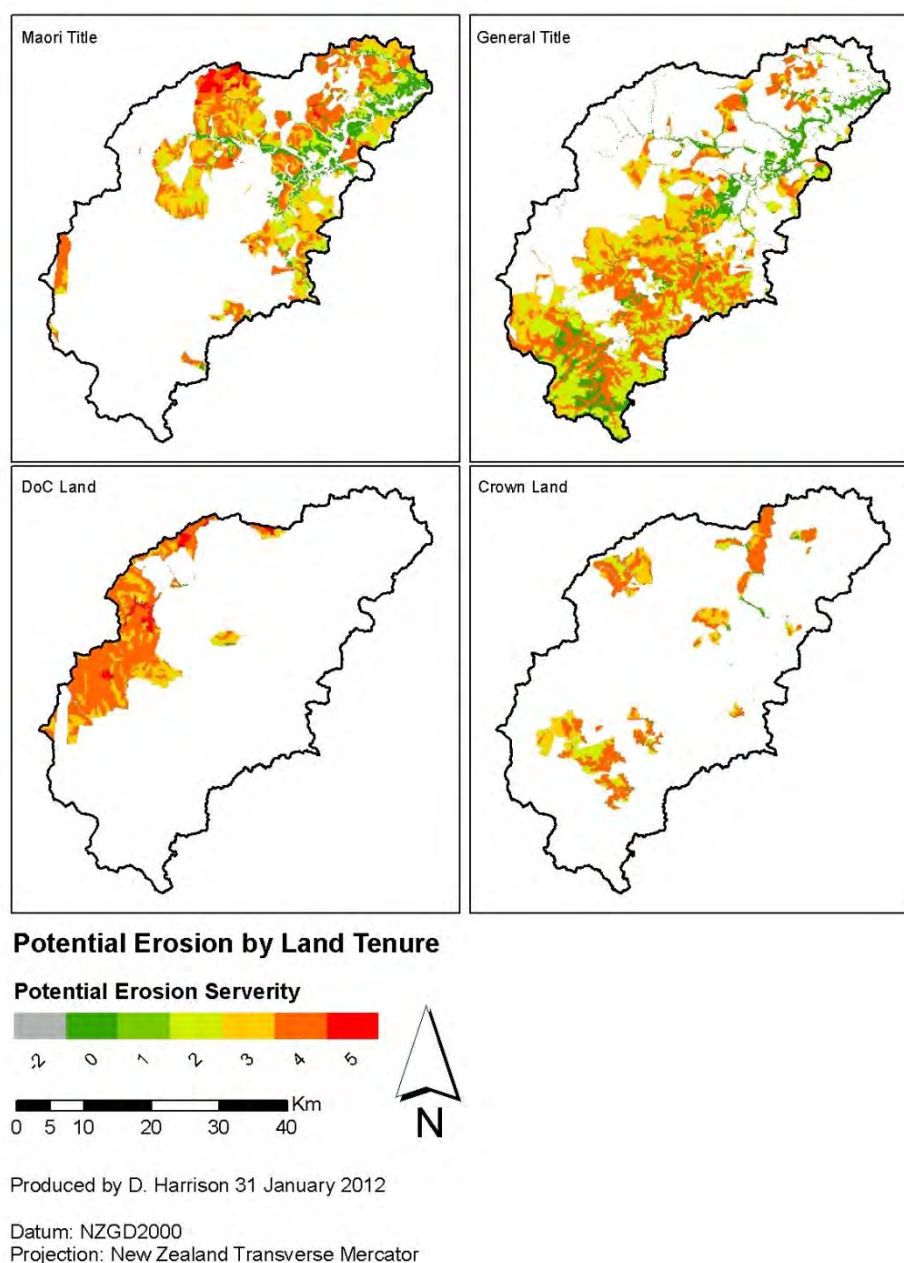 Maori Title
General Title
DoC Land
Crown Land
Potential Erosion by Land Tenure
Potential Erosion Serverity
-2 0 1 2 3 4 5
Km
0 5 10 20 30 40
N
Produced by D. Harrison 31 January 2012
Datum: NZGD2000
Projection: New Zealand Transverse Mercator